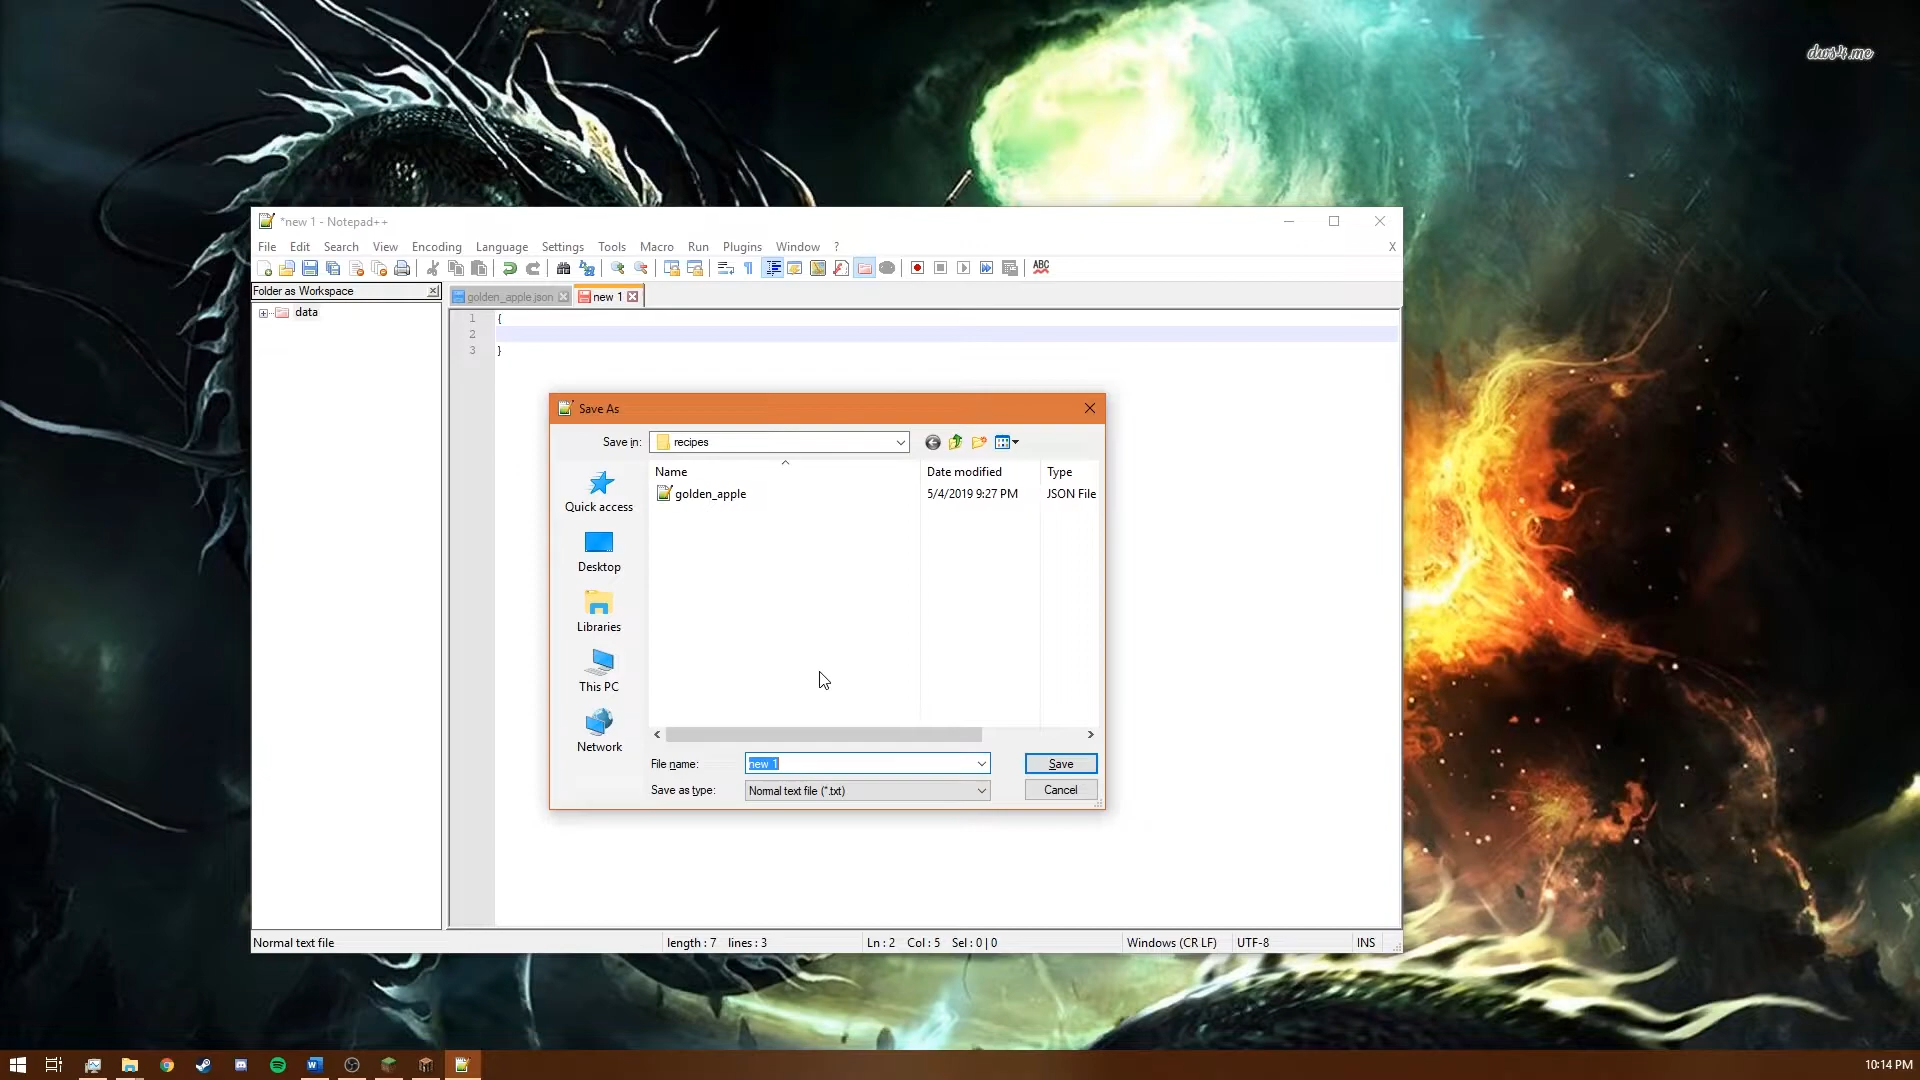 dws4.me
*new 1 - Notepad++
File Edit Search View Encoding Language Settings Tools Macro Run Plugins Window ? X
ABC
Folder as Workspace
golden_apple.json new 1
data
1 {
2
3 }
Save As
Save in: recipes
Name Date modified Type
golden_apple 5/4/2019 9:27 PM JSON File
Quick access
Desktop
Libraries
This PC
Network
File name: new 1 Save
Save as type: Normal text file (*.txt) Cancel
Normal text file length : 7 lines : 3 Ln : 2 Col : 5 Sel : 0 | 0 Windows (CR LF) UTF-8 INS
10:14 PM